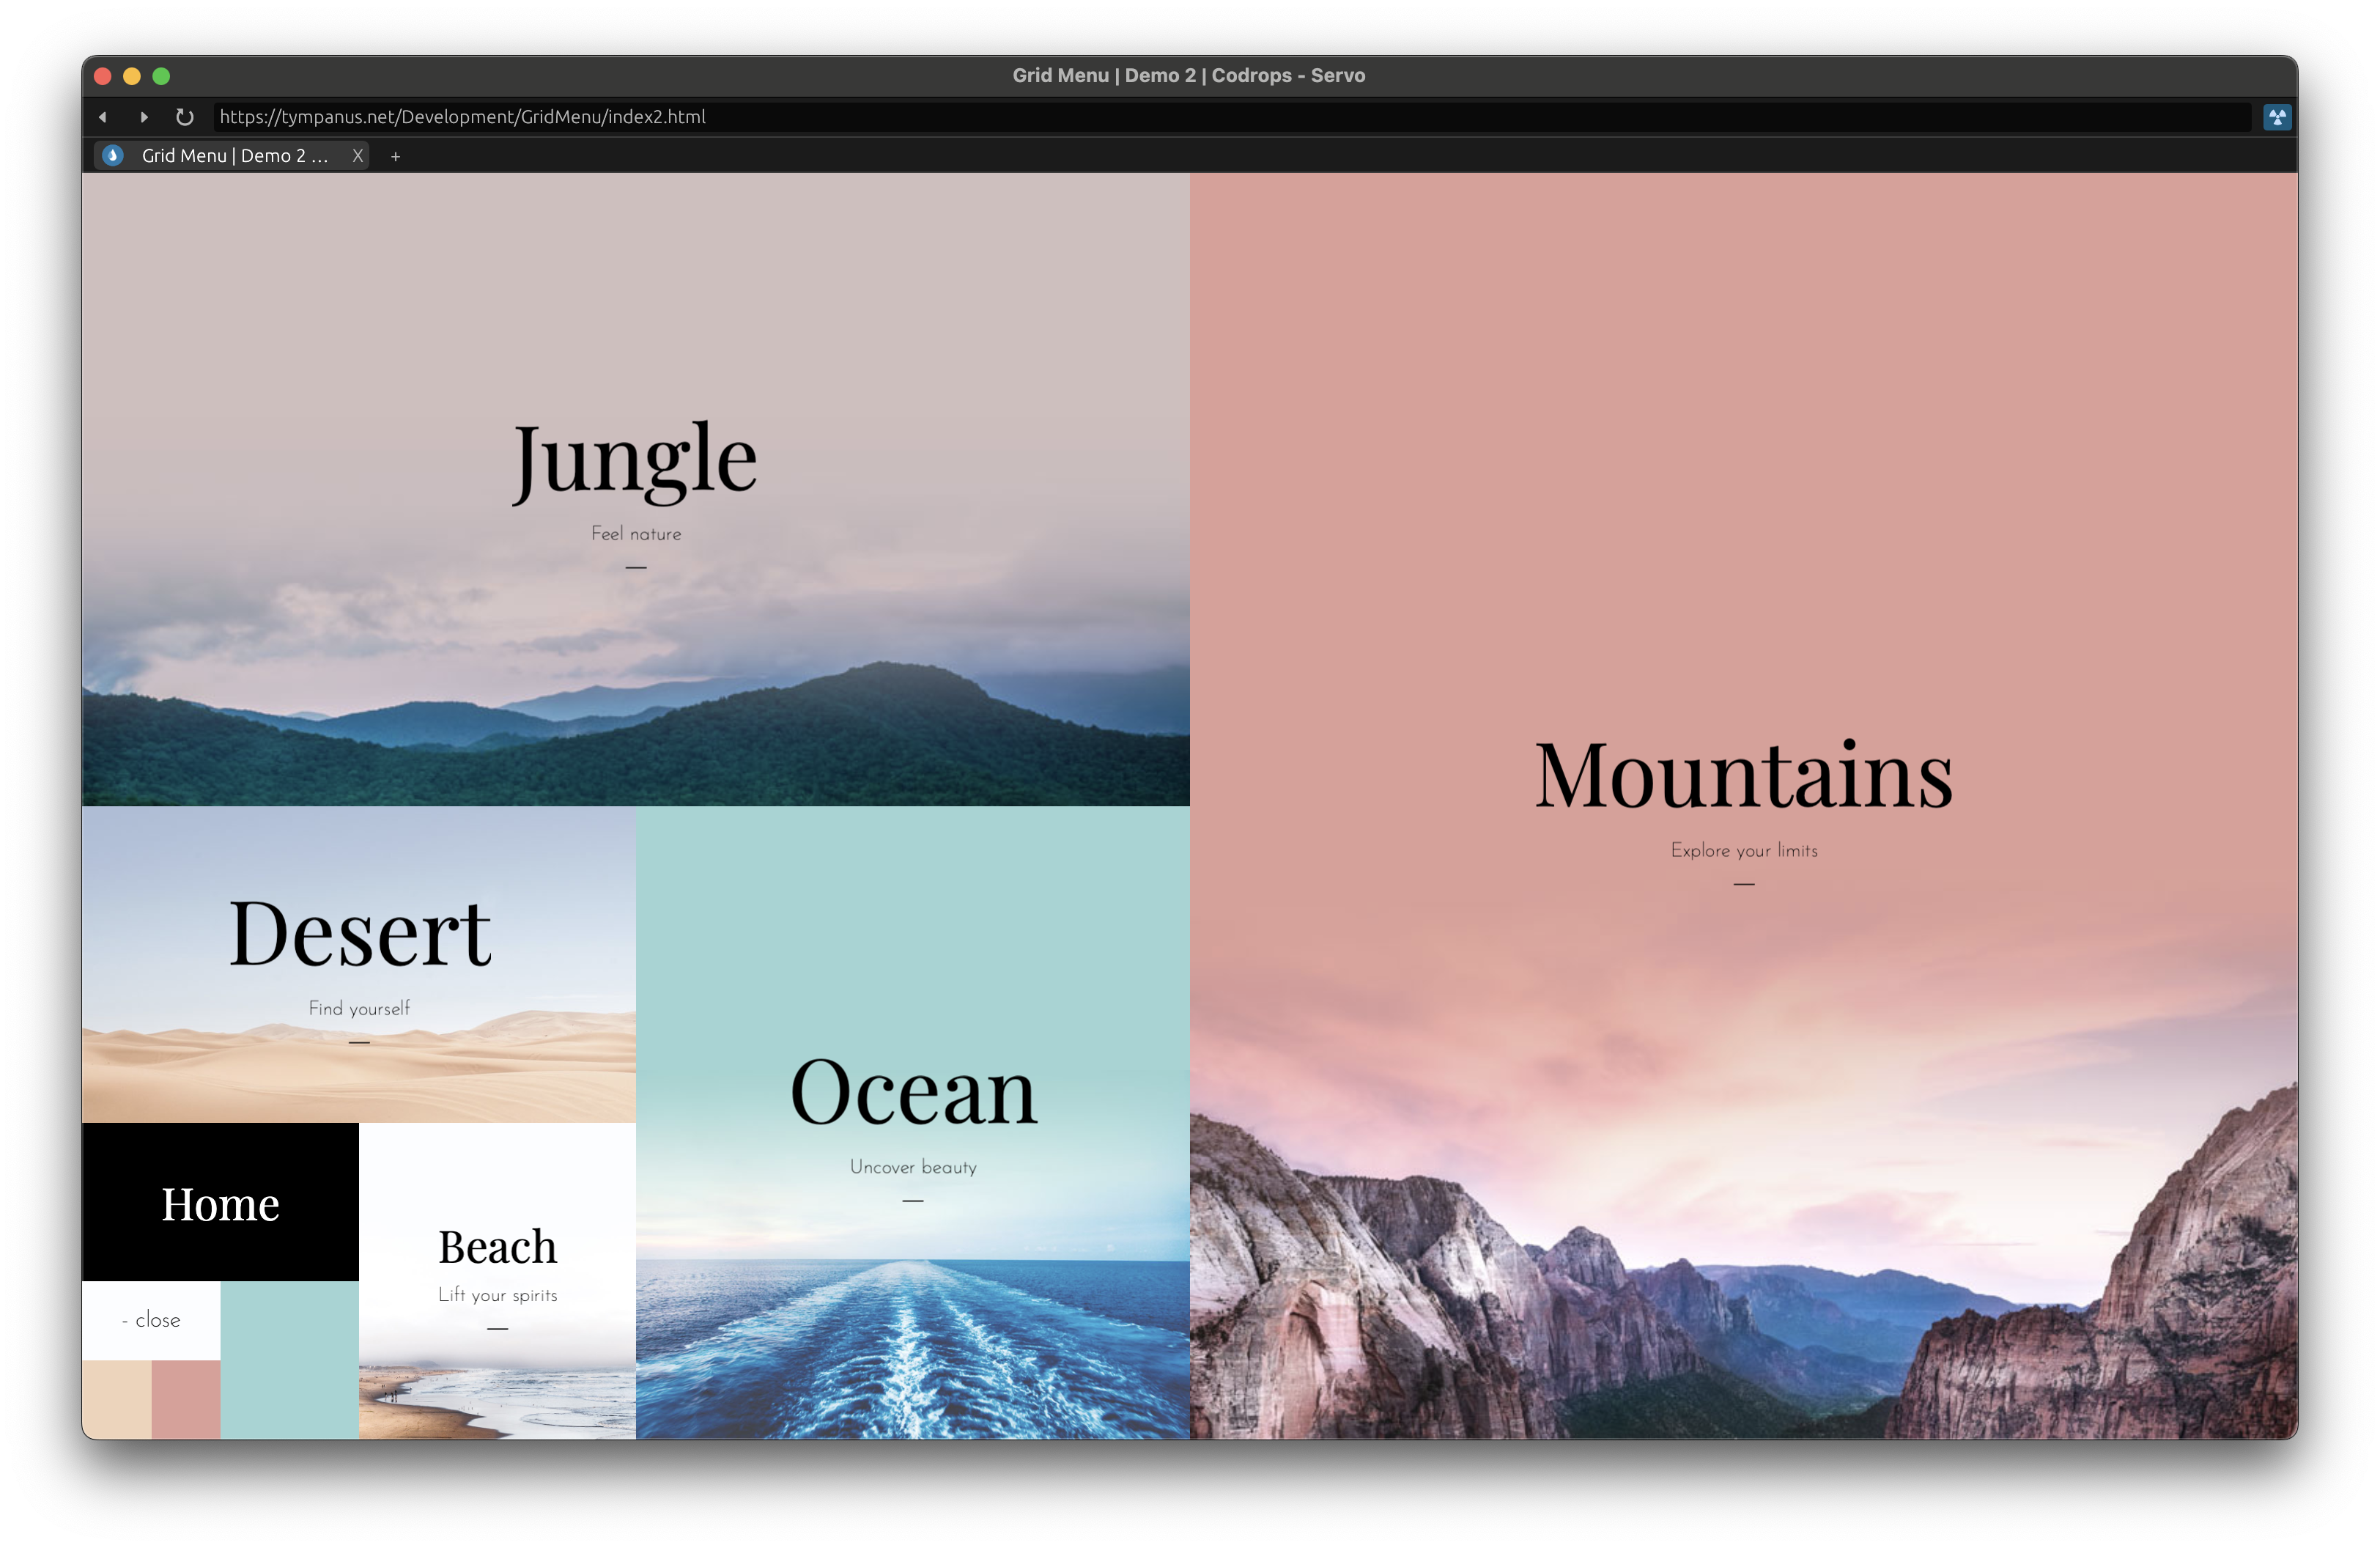 Grid Menu | Demo 2 | Codrops - Servo
https://tympanus.net/Development/GridMenu/index2.html
Grid Menu | Demo 2 ... X +
Jungle
Feel nature
Mountains
Explore your limits
Desert
Find yourself
Ocean
Uncover beauty
Home
Beach
Lift your spirits
- close